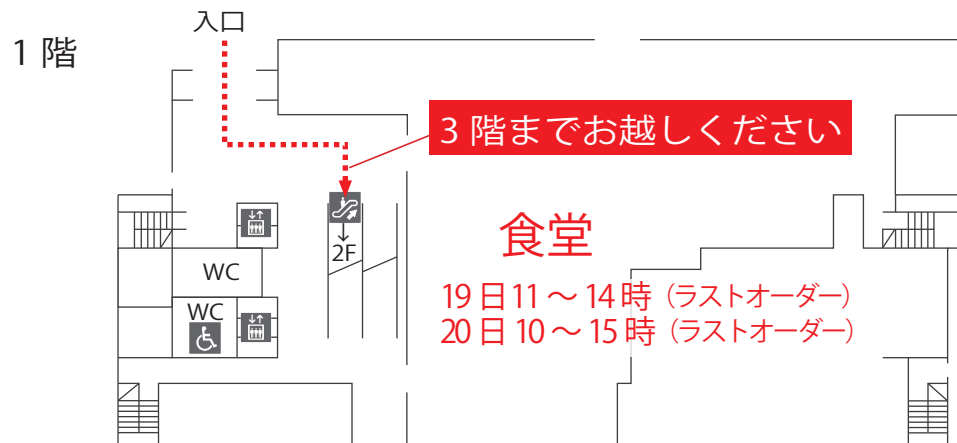 入口
1 階
3 階までお越しください
食堂
2F
WC
19 日 11 ～ 14 時（ラストオーダー）
WC
20 日 10 ～ 15 時（ラストオーダー）